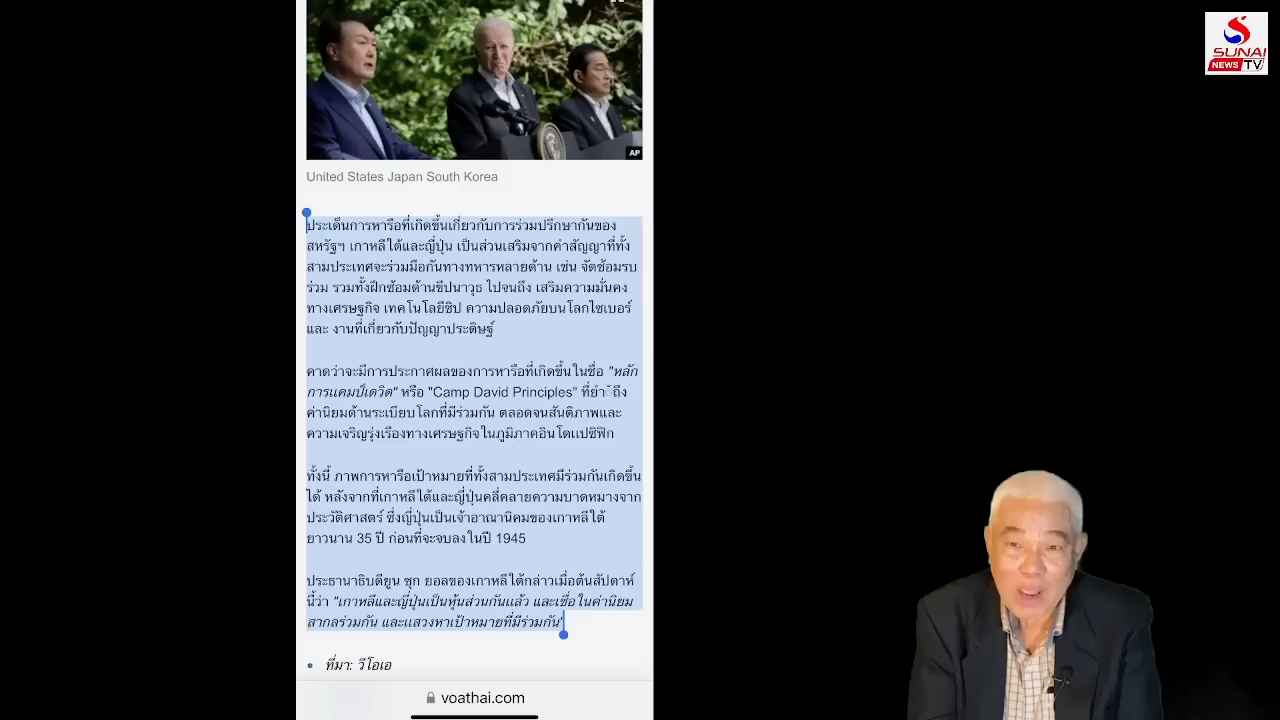 SUNAI
NEWS TV
AP
United States Japan South Korea
ประเด็นการหารือที่เกิดขึ้นเกี่ยวกับการร่วมปรึกษากันของ
สหรัฐฯ เกาหลีใต้และญี่ปุ่น เป็นส่วนเสริมจากคำสัญญาที่ทั้ง
สามประเทศจะร่วมมือกันทางทหารหลายด้าน เช่น จัดซ้อมรบ
ร่วม รวมทั้งฝึกซ้อมด้านขีปนาวุธ ไปจนถึง เสริมความมั่นคง
ทางเศรษฐกิจ เทคโนโลยีชิป ความปลอดภัยบนโลกไซเบอร์
และ งานที่เกี่ยวกับปัญญาประดิษฐ์
คาดว่าจะมีการประกาศผลของการหารือที่เกิดขึ้นในชื่อ "หลัก
การแคมป์เดวิด" หรือ "Camp David Principles" ที่ยํา้ถึง
ค่านิยมด้านระเบียบโลกที่มีร่วมกัน ตลอดจนสันติภาพและ
ความเจริญรุ่งเรืองทางเศรษฐกิจในภูมิภาคอินโดแปซิฟิก
ทั้งนี้ ภาพการหารือเป้าหมายที่ทั้งสามประเทศมีร่วมกันเกิดขึ้น
ได้ หลังจากที่เกาหลีใต้และญี่ปุ่นคลี่คลายความบาดหมางจาก
ประวัติศาสตร์ ซึ่งญี่ปุ่นเป็นเจ้าอาณานิคมของเกาหลีใต้
ยาวนาน 35 ปี ก่อนที่จะจบลงในปี 1945
ประธานาธิบดียูน ซุก ยอลของเกาหลีใต้กล่าวเมื่อต้นสัปดาห์
นี้ว่า "เกาหลีและญี่ปุ่นเป็นหุ้นส่วนกันแล้ว และเชื่อในค่านิยม
สากลร่วมกัน และแสวงหาเป้าหมายที่มีร่วมกัน"
• ที่มา: วีโอเอ
voathai.com